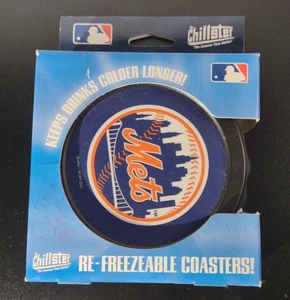 Chillster
KEEPS DRINKS COLDER LONGER!
Mets
Chillster
RE-FREEZEABLE COASTERS!